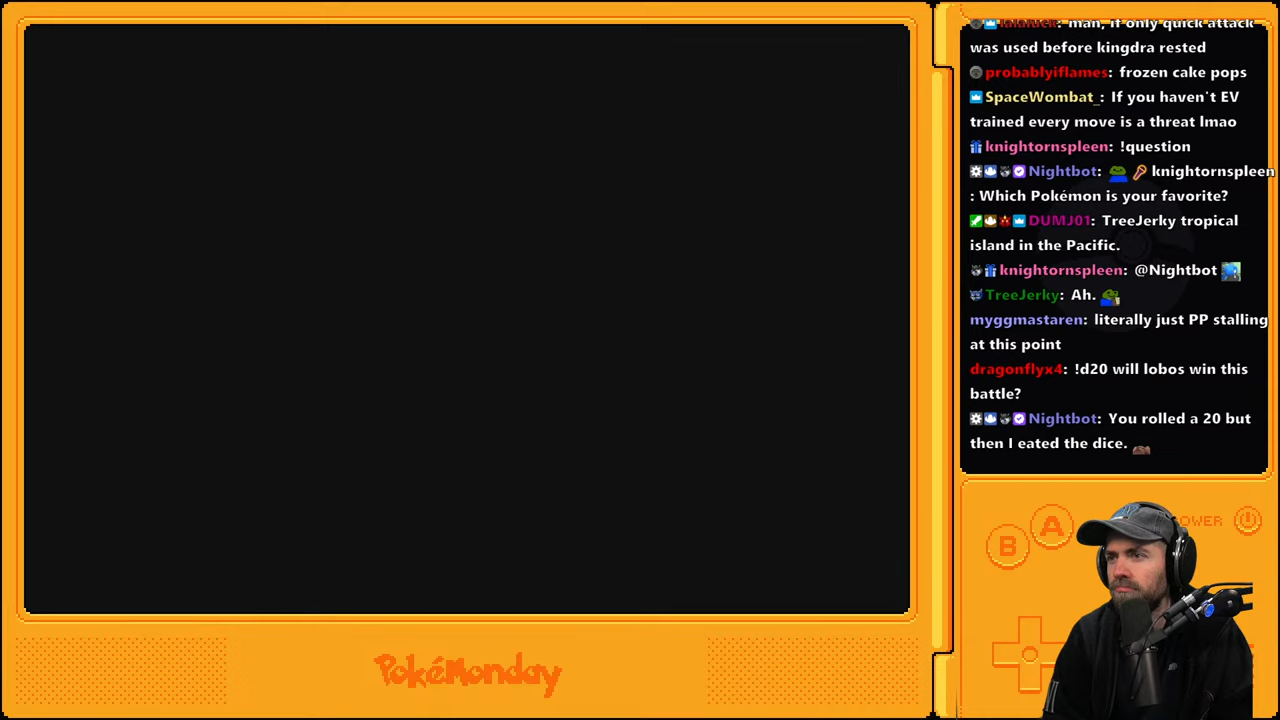 man, if only quick attack
was used before kingdra rested
probablyiflames: frozen cake pops
SpaceWombat_: If you haven't EV
trained every move is a threat lmao
knightornspleen: !question
Nightbot: knightornspleen
: Which Pokémon is your favorite?
DUMJ01: TreeJerky tropical
island in the Pacific.
knightornspleen: @Nightbot
TreeJerky: Ah.
myggmastaren: literally just PP stalling
at this point
dragonflyx4: !d20 will lobos win this
battle?
Nightbot: You rolled a 20 but
then I eated the dice.
B
A
POWER
PokéMonday